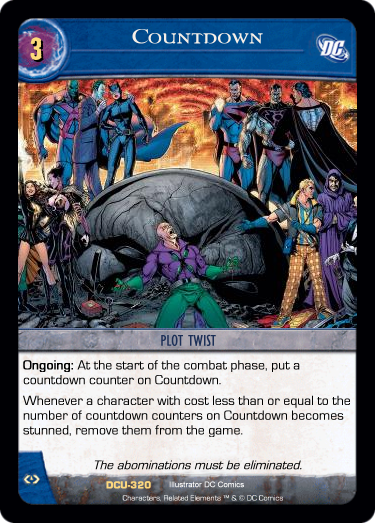 3
COUNTDOWN
DC
PLOT TWIST
Ongoing: At the start of the combat phase, put a
countdown counter on Countdown.
Whenever a character with cost less than or equal to the
number of countdown counters on Countdown becomes
stunned, remove them from the game.
The abominations must be eliminated.
DCU-320 Illustrator DC Comics
Characters, Related Elements ™ & © DC Comics